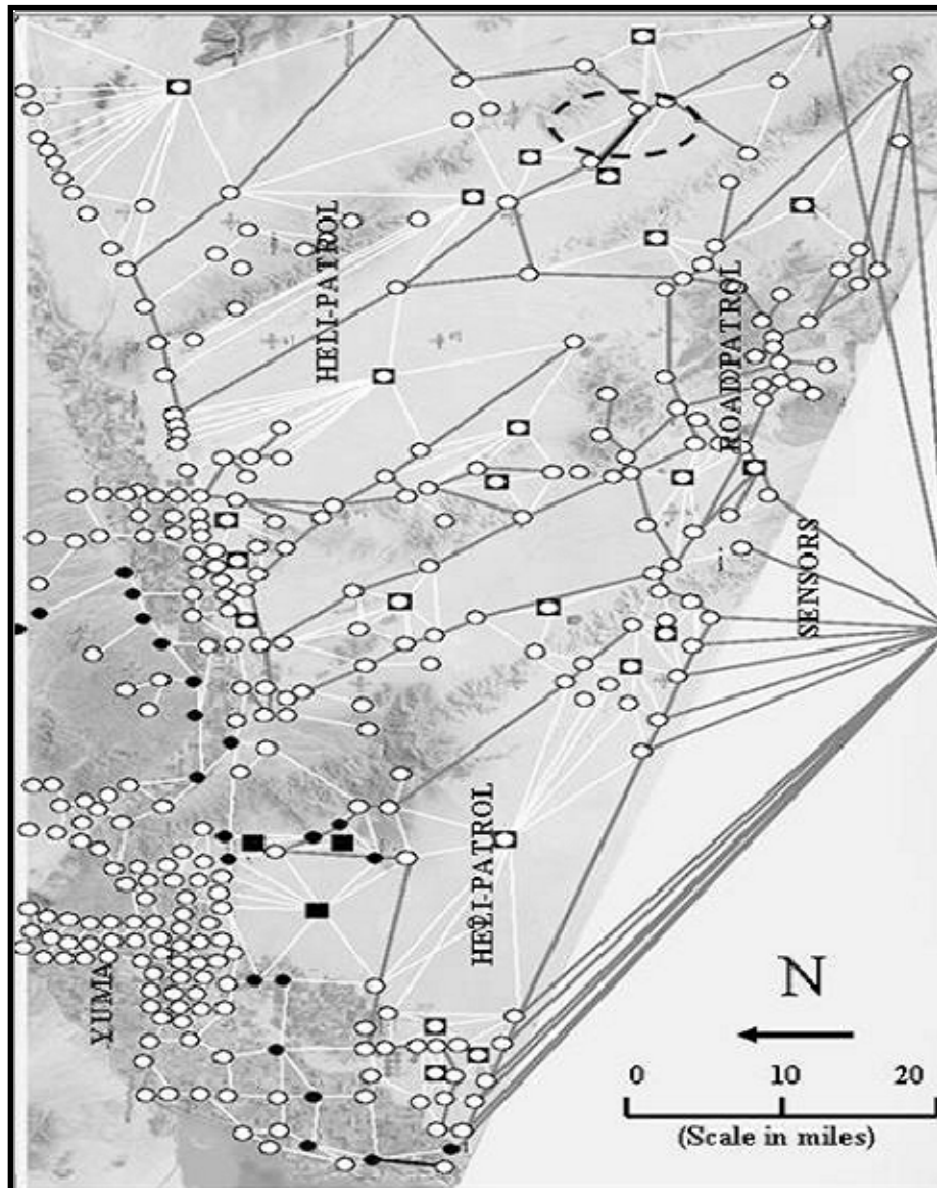 HELI-PATROL
ROADPATROL
SENSORS
HELI-PATROL
YUMA
N
0 10 20
(Scale in miles)